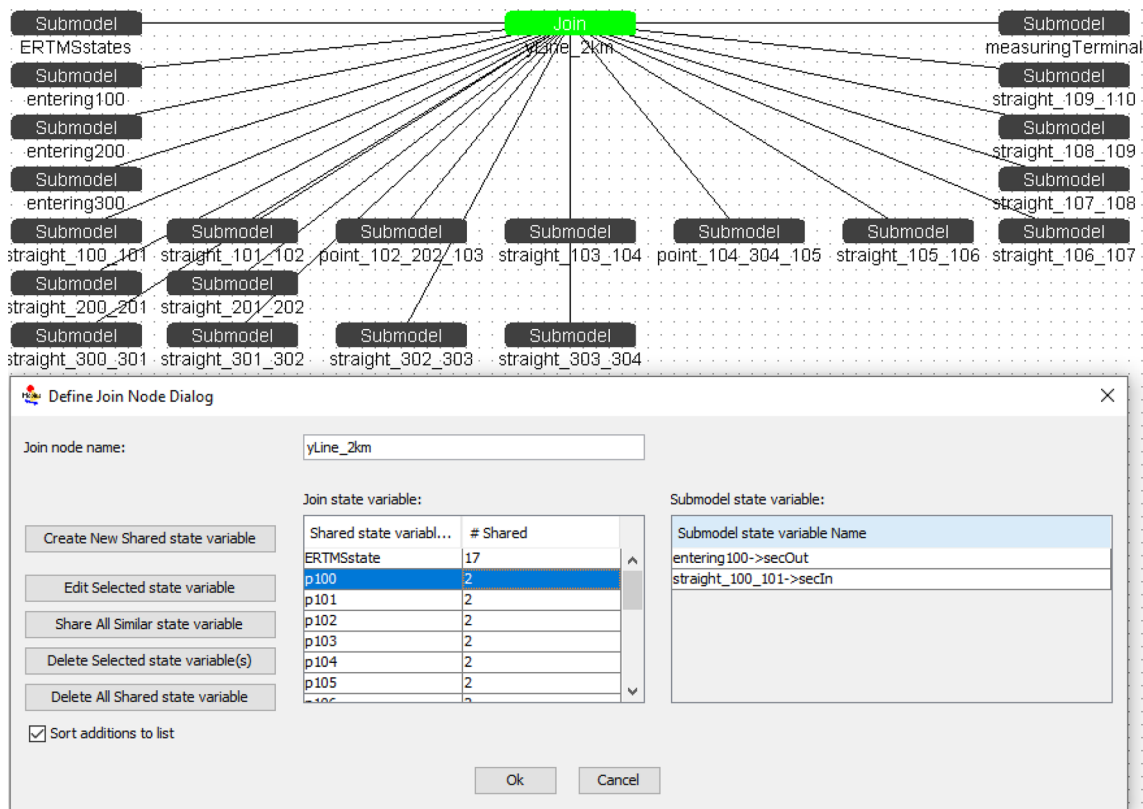 Submodel Join Submodel
ERTMSstates yLine_2km measuringTerminal
Submodel Submodel
entering100 straight_109_110
Submodel Submodel
entering200 straight_108_109
Submodel Submodel
entering300 straight_107_108
Submodel Submodel Submodel Submodel Submodel Submodel Submodel
straight_100_101 straight_101_102 point_102_202_103 straight_103_104 point_104_304_105 straight_105_106 straight_106_107
Submodel Submodel
straight_200_201 straight_201_202
Submodel Submodel Submodel Submodel
straight_300_301 straight_301_302 straight_302_303 straight_303_304
Define Join Node Dialog
Join node name: yLine_2km
Join state variable: Submodel state variable:
Create New Shared state variable
Edit Selected state variable
Share All Similar state variable
Delete Selected state variable(s)
Delete All Shared state variable
Sort additions to list
Shared state variabl... # Shared
ERTMSstate 17
p100 2
p101 2
p102 2
p103 2
p104 2
p105 2
Submodel state variable Name
entering100->secOut
straight_100_101->secIn
Ok Cancel